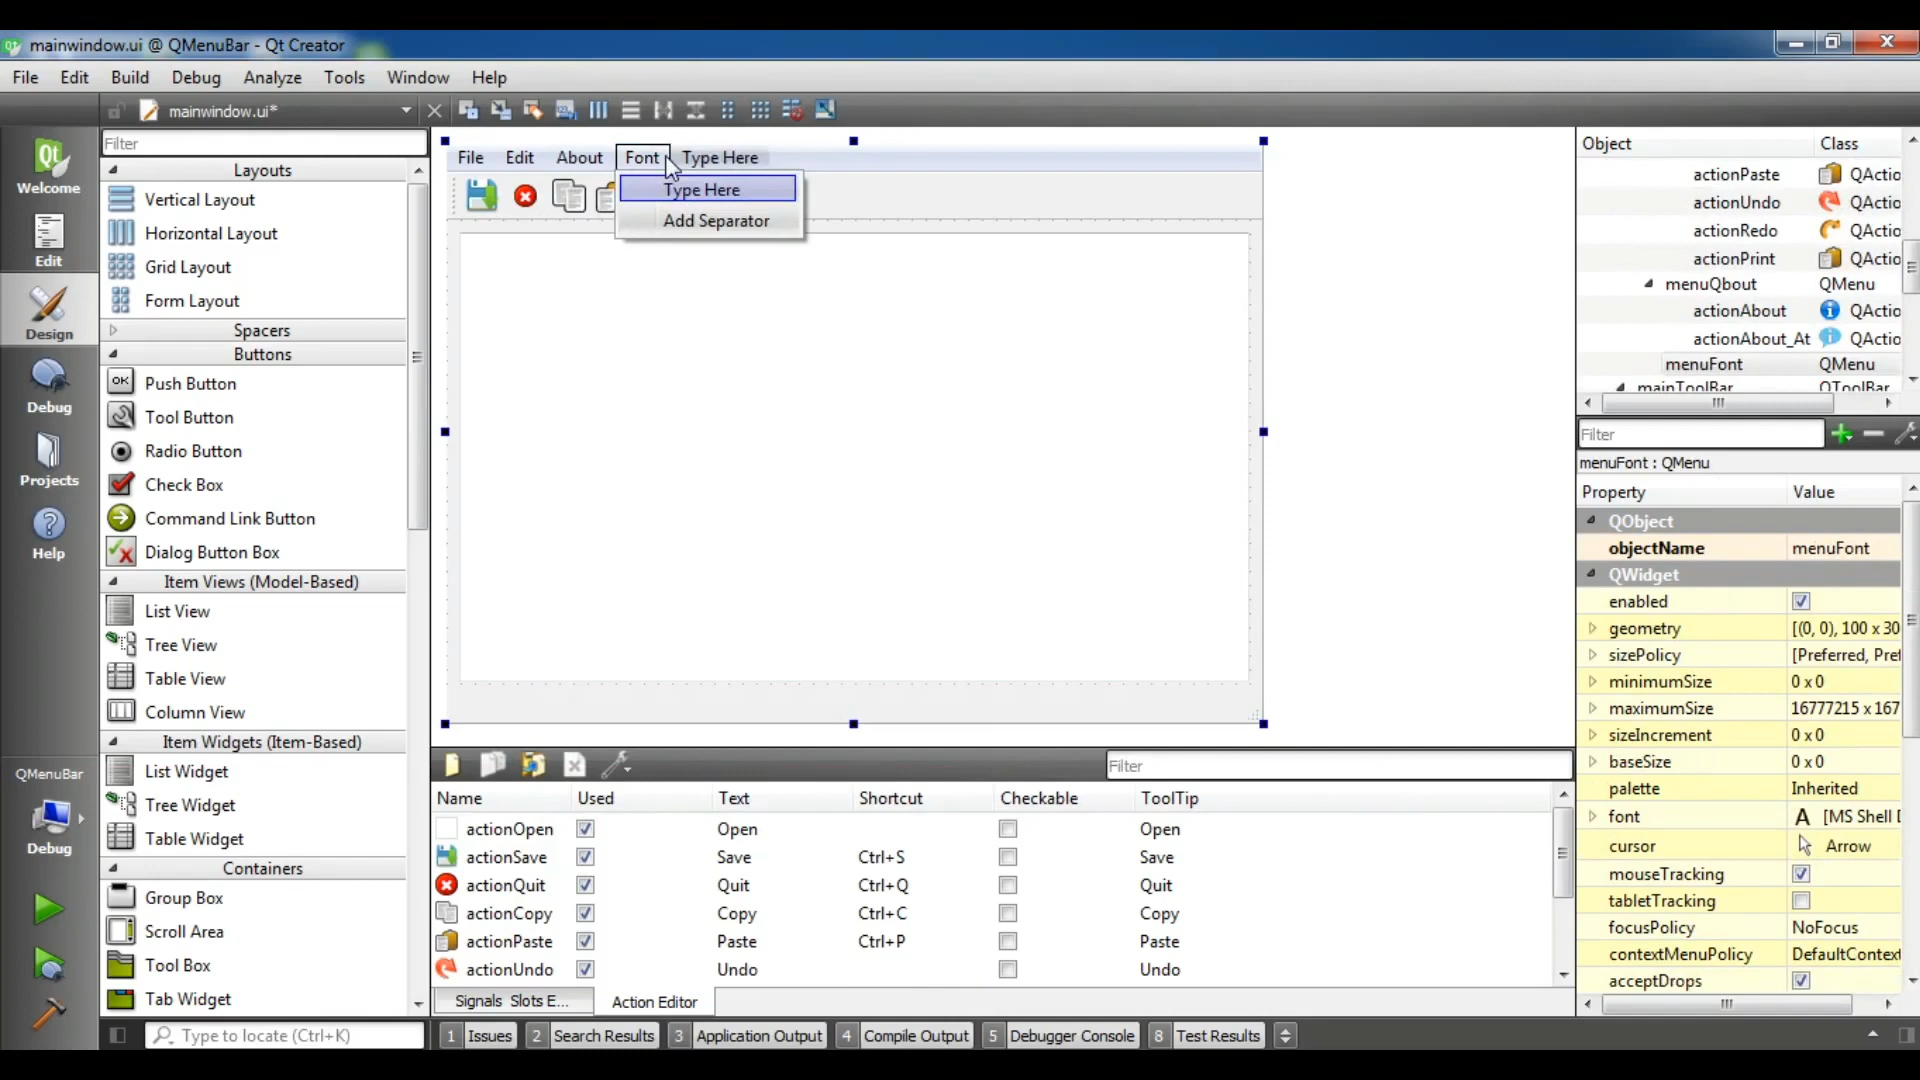 mainwindow.ui @ QMenuBar - Qt Creator
File Edit Build Debug Analyze Tools Window Help
mainwindow.ui*
Welcome
Edit
Design
Debug
Projects
Help
QMenuBar
Debug
Filter
Layouts
Vertical Layout
Horizontal Layout
Grid Layout
Form Layout
Spacers
Buttons
Push Button
Tool Button
Radio Button
Check Box
Command Link Button
Dialog Button Box
Item Views (Model-Based)
List View
Tree View
Table View
Column View
Item Widgets (Item-Based)
List Widget
Tree Widget
Table Widget
Containers
Group Box
Scroll Area
Tool Box
Tab Widget
File Edit About Font Type Here
Type Here
Add Separator
Filter
Name Used Text Shortcut Checkable ToolTip
actionOpen Open Open
actionSave Save Ctrl+S Save
actionQuit Quit Ctrl+Q Quit
actionCopy Copy Ctrl+C Copy
actionPaste Paste Ctrl+P Paste
actionUndo Undo Undo
Signals Slots E... Action Editor
Object Class
actionPaste QActio
actionUndo QActio
actionRedo QActio
actionPrint QActio
menuQbout QMenu
actionAbout QActio
actionAbout_At QActio
menuFont QMenu
mainToolBar QToolBar
Filter
menuFont : QMenu
Property Value
QObject
objectName menuFont
QWidget
enabled
geometry [(0, 0), 100 x 30
sizePolicy [Preferred, Pref
minimumSize 0 x 0
maximumSize 16777215 x 167
sizeIncrement 0 x 0
baseSize 0 x 0
palette Inherited
font A [MS Shell D
cursor Arrow
mouseTracking
tabletTracking
focusPolicy NoFocus
contextMenuPolicy DefaultContext
acceptDrops
Type to locate (Ctrl+K) 1 Issues 2 Search Results 3 Application Output 4 Compile Output 5 Debugger Console 8 Test Results